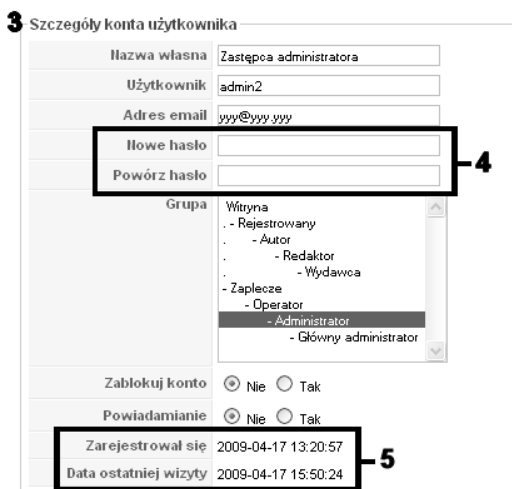 3 Szczegóły konta użytkownika
Nazwa własna Zastępca administratora
Użytkownik admin2
Adres email yyy@yyy.yyy
Nowe hasło
4
Powórz hasło
Grupa Witryna
. - Rejestrowany
. - Autor
. - Redaktor
. - Wydawca
- Zaplecze
- Operator
- Administrator
- Główny administrator
Zablokuj konto Nie Tak
Powiadamianie Nie Tak
Zarejestrował się 2009-04-17 13:20:57
5
Data ostatniej wizyty 2009-04-17 15:50:24